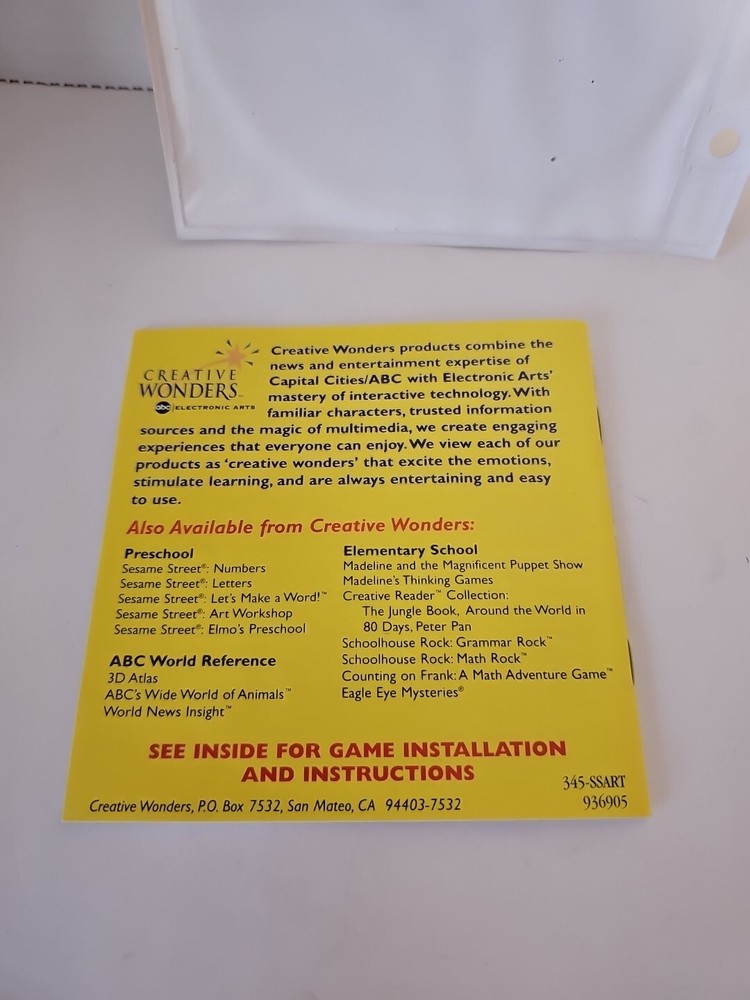 CREATIVE
WONDERS™
abc ELECTRONIC ARTS
Creative Wonders products combine the
news and entertainment expertise of
Capital Cities/ABC with Electronic Arts'
mastery of interactive technology. With
familiar characters, trusted information
sources and the magic of multimedia, we create engaging
experiences that everyone can enjoy. We view each of our
products as 'creative wonders' that excite the emotions,
stimulate learning, and are always entertaining and easy
to use.
Also Available from Creative Wonders:
Preschool
Sesame Street®: Numbers
Sesame Street®: Letters
Sesame Street®: Let's Make a Word!™
Sesame Street®: Art Workshop
Sesame Street®: Elmo's Preschool
ABC World Reference
3D Atlas
ABC's Wide World of Animals™
World News Insight™
Elementary School
Madeline and the Magnificent Puppet Show
Madeline's Thinking Games
Creative Reader™ Collection:
The Jungle Book, Around the World in
80 Days, Peter Pan
Schoolhouse Rock: Grammar Rock™
Schoolhouse Rock: Math Rock™
Counting on Frank: A Math Adventure Game™
Eagle Eye Mysteries®
SEE INSIDE FOR GAME INSTALLATION
AND INSTRUCTIONS
Creative Wonders, P.O. Box 7532, San Mateo, CA 94403-7532
345-SSART
936905